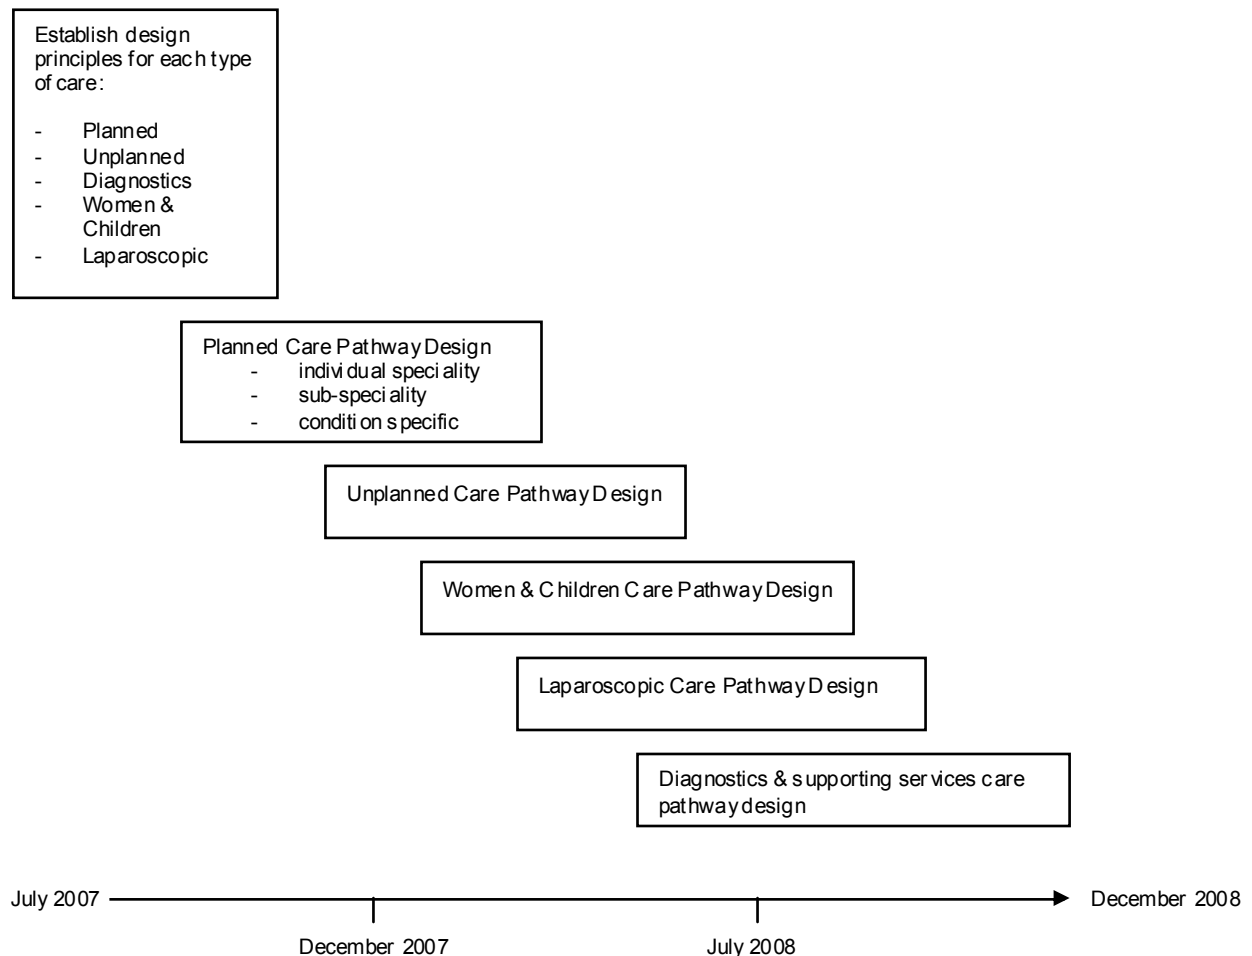 Establish design
principles for each type
of care:
- Planned
- Unplanned
- Diagnostics
- Women &
Children
- Laparoscopic
Planned Care Pathway Design
- individual speciality
- sub-speciality
- condition specific
Unplanned Care Pathway Design
Women & Children Care Pathway Design
Laparoscopic Care Pathway Design
Diagnostics & supporting services care
pathway design
July 2007
December 2008
December 2007
July 2008